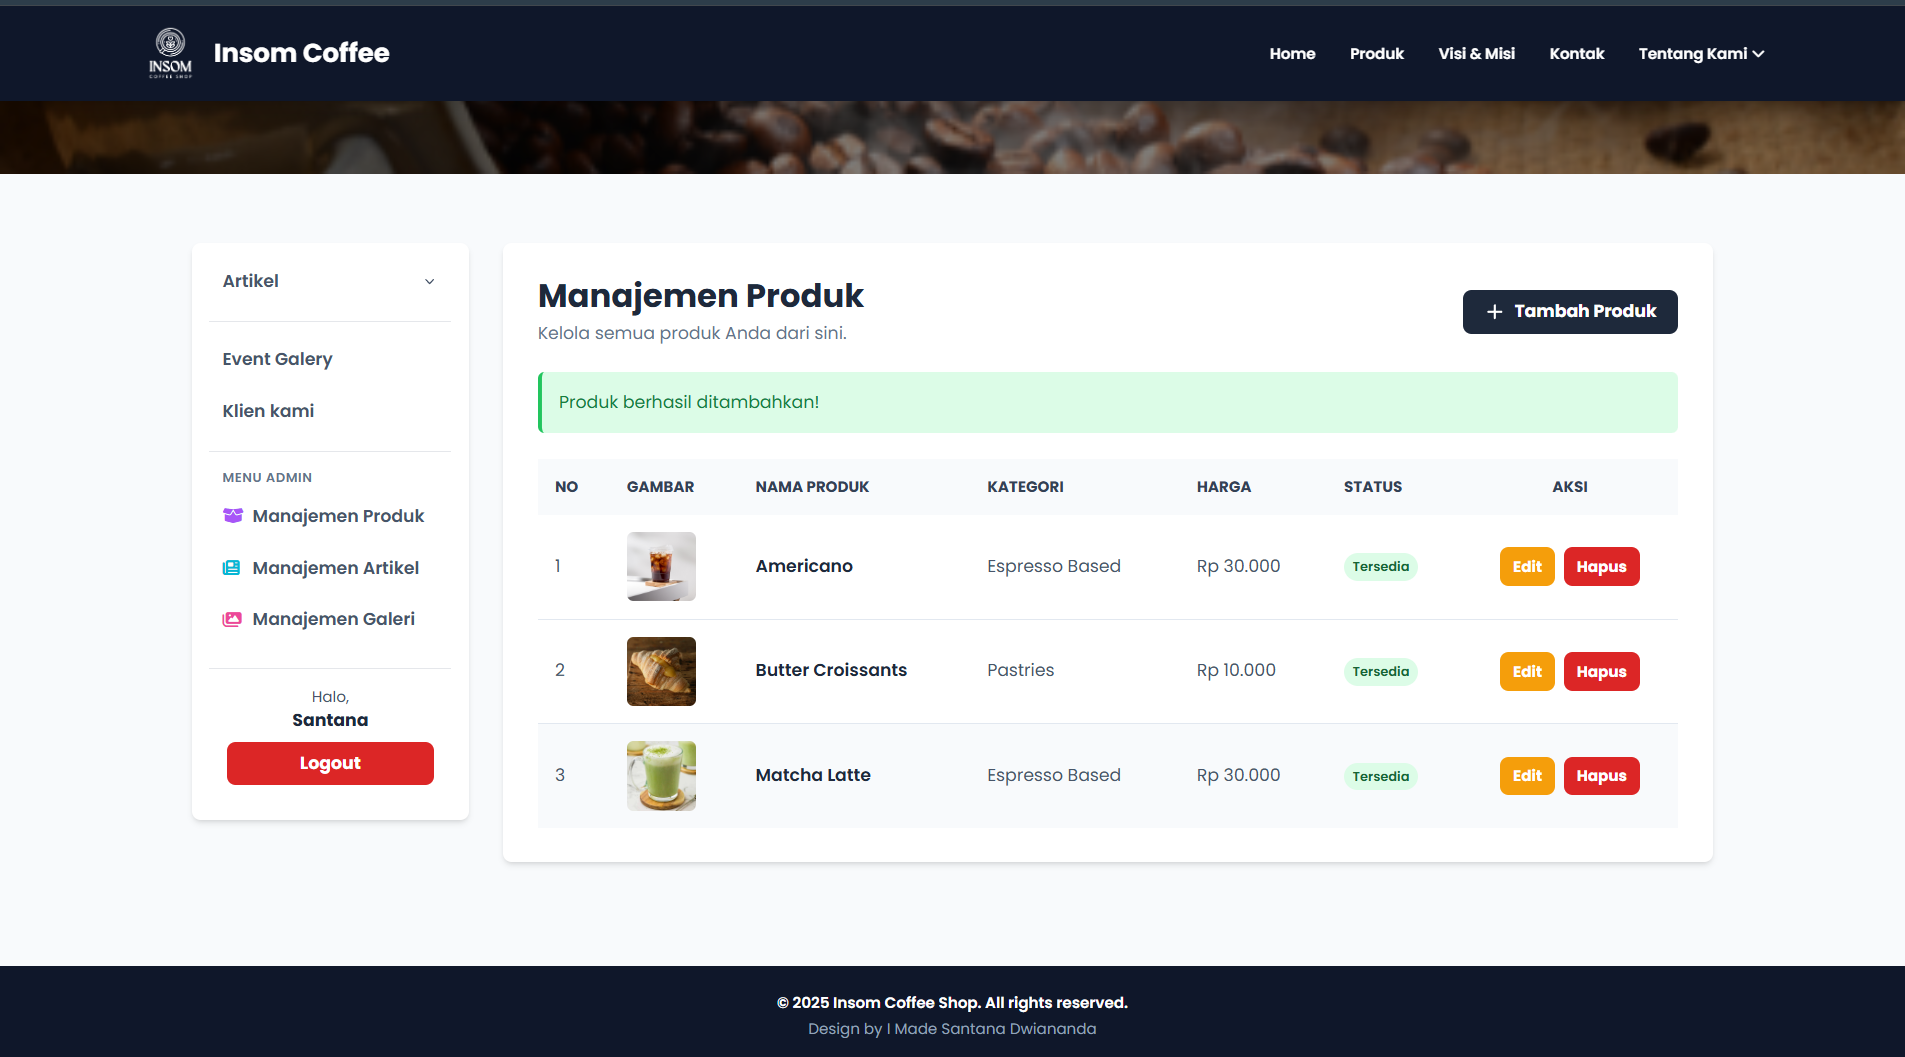 INSOM
COFFEE SHOP
Insom Coffee
Home
Produk
Visi & Misi
Kontak
Tentang Kami
Artikel
Event Galery
Klien kami
MENU ADMIN
Manajemen Produk
Manajemen Artikel
Manajemen Galeri
Halo,
Santana
Logout
Manajemen Produk
Kelola semua produk Anda dari sini.
+ Tambah Produk
Produk berhasil ditambahkan!
NO GAMBAR NAMA PRODUK KATEGORI HARGA STATUS AKSI
1 Americano Espresso Based Rp 30.000 Tersedia Edit Hapus
2 Butter Croissants Pastries Rp 10.000 Tersedia Edit Hapus
3 Matcha Latte Espresso Based Rp 30.000 Tersedia Edit Hapus
© 2025 Insom Coffee Shop. All rights reserved.
Design by I Made Santana Dwiananda